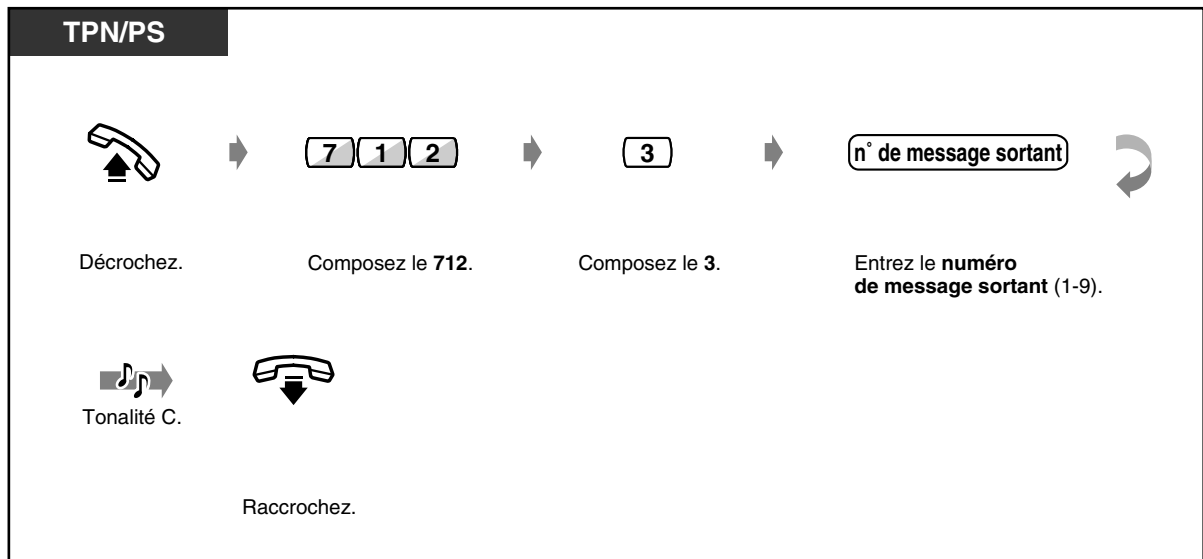 TPN/PS
7 1 2
3
n° de message sortant
Décrochez.
Composez le 712.
Composez le 3.
Entrez le numéro
de message sortant (1-9).
Tonalité C.
Raccrochez.